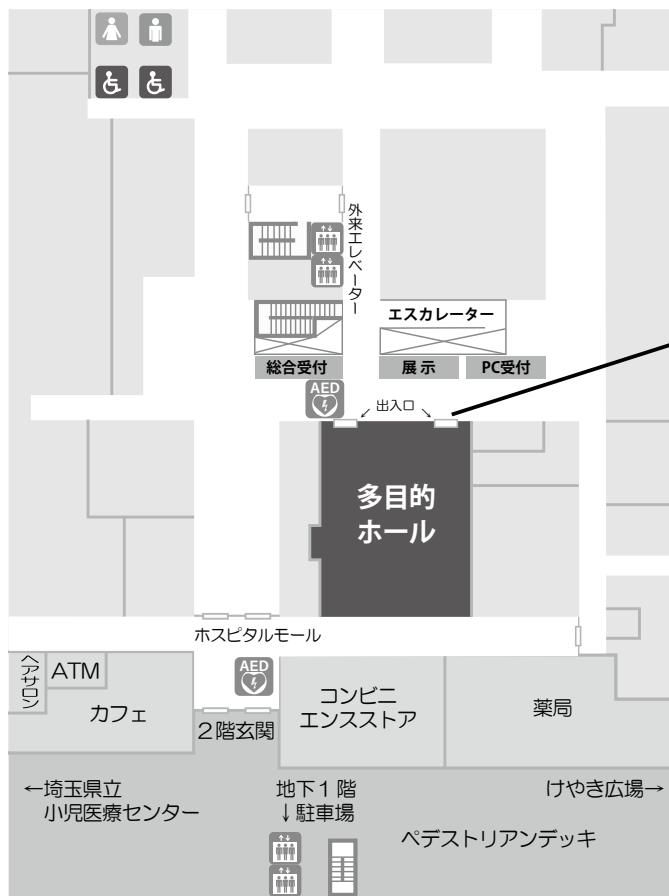 外来エレベーター
エスカレーター
総合受付
展示
PC受付
AED
出入口
多目的
ホール
ホスピタルモール
ヘアサロン
ATM
AED
カフェ
2階玄関
コンビニ
エンスストア
薬局
←埼玉県立
小児医療センター
地下1階
↓駐車場
けやき広場→
ペデストリアンデッキ